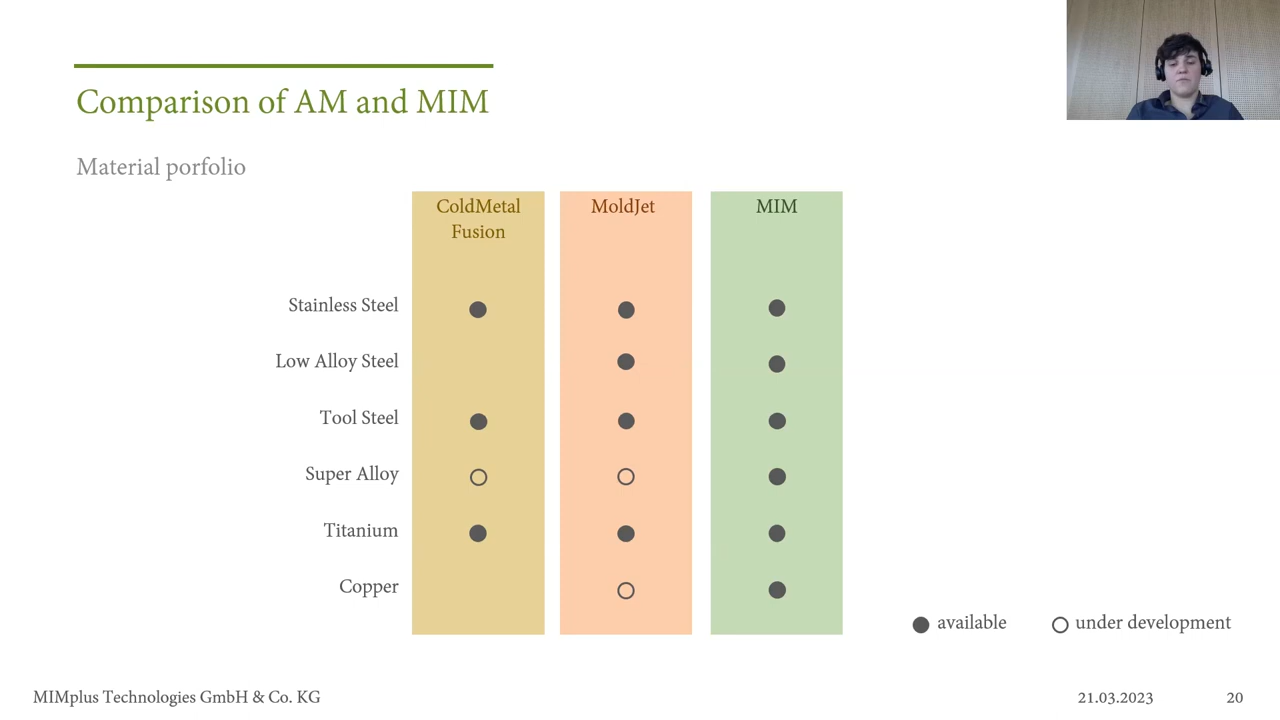 Comparison of AM and MIM
Material porfolio
ColdMetal
Fusion
MoldJet
MIM
Stainless Steel
Low Alloy Steel
Tool Steel
Super Alloy
Titanium
Copper
available
under development
MIMplus Technologies GmbH & Co. KG
21.03.2023
20